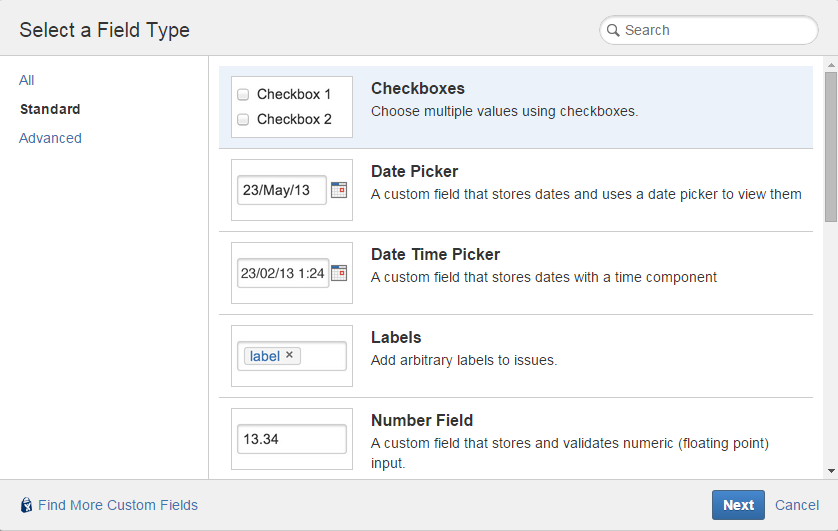 Select a Field Type
Search
All
Standard
Advanced
Checkbox 1
Checkbox 2
Checkboxes
Choose multiple values using checkboxes.
23/May/13
Date Picker
A custom field that stores dates and uses a date picker to view them
23/02/13 1:24
Date Time Picker
A custom field that stores dates with a time component
label ×
Labels
Add arbitrary labels to issues.
13.34
Number Field
A custom field that stores and validates numeric (floating point)
input.
Find More Custom Fields
Next
Cancel